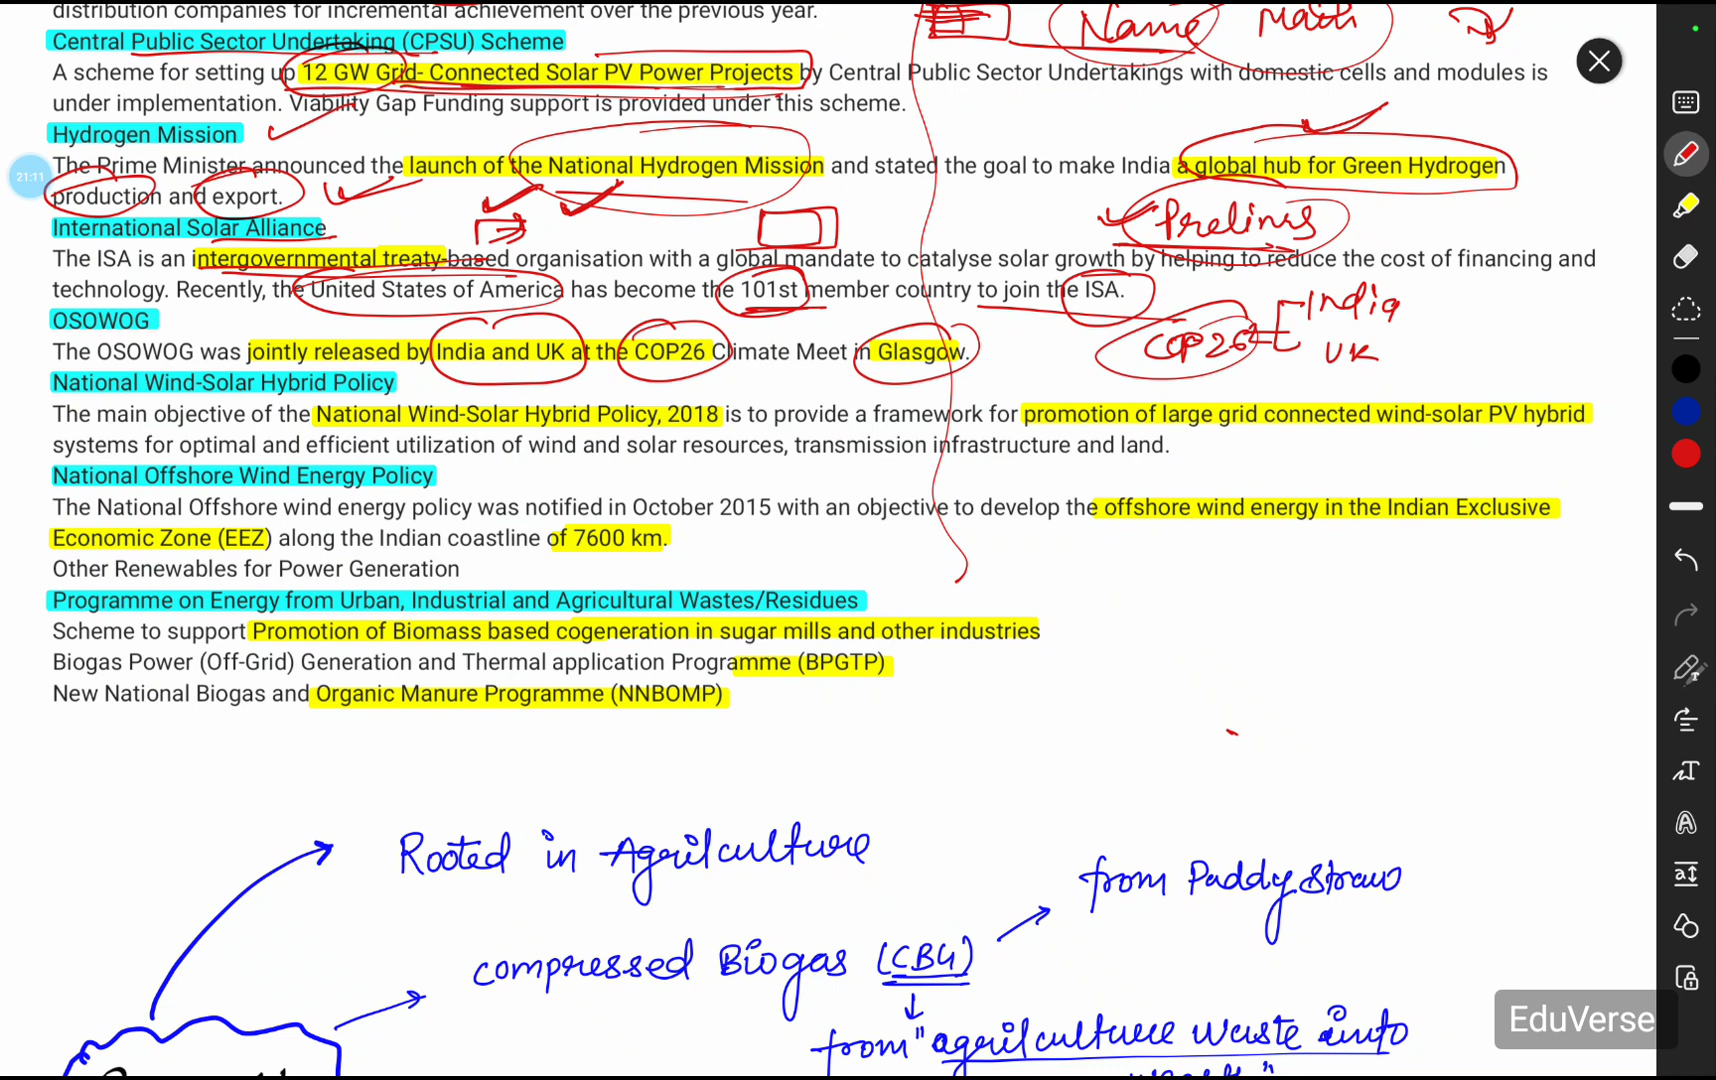 distribution companies for incremental achievement over the previous year.
Name Main
Central Public Sector Undertaking (CPSU) Scheme
A scheme for setting up 12 GW Grid- Connected Solar PV Power Projects by Central Public Sector Undertakings with domestic cells and modules is
under implementation. Viability Gap Funding support is provided under this scheme.
Hydrogen Mission
The Prime Minister announced the launch of the National Hydrogen Mission and stated the goal to make India a global hub for Green Hydrogen
21:11
production and export.
Prelims
International Solar Alliance
The ISA is an intergovernmental treaty-based organisation with a global mandate to catalyse solar growth by helping to reduce the cost of financing and
technology. Recently, the United States of America has become the 101st member country to join the ISA.
India
OSOWOG
COP26
UK
The OSOWOG was jointly released by India and UK at the COP26 Climate Meet in Glasgow.
National Wind-Solar Hybrid Policy
The main objective of the National Wind-Solar Hybrid Policy, 2018 is to provide a framework for promotion of large grid connected wind-solar PV hybrid
systems for optimal and efficient utilization of wind and solar resources, transmission infrastructure and land.
National Offshore Wind Energy Policy
The National Offshore wind energy policy was notified in October 2015 with an objective to develop the offshore wind energy in the Indian Exclusive
Economic Zone (EEZ) along the Indian coastline of 7600 km.
Other Renewables for Power Generation
Programme on Energy from Urban, Industrial and Agricultural Wastes/Residues
Scheme to support Promotion of Biomass based cogeneration in sugar mills and other industries
Biogas Power (Off-Grid) Generation and Thermal application Programme (BPGTP)
New National Biogas and Organic Manure Programme (NNBOMP)
Rooted in Agriculture
from Paddy straw
compressed Biogas (CBG)
from "agriculture waste into
EduVerse